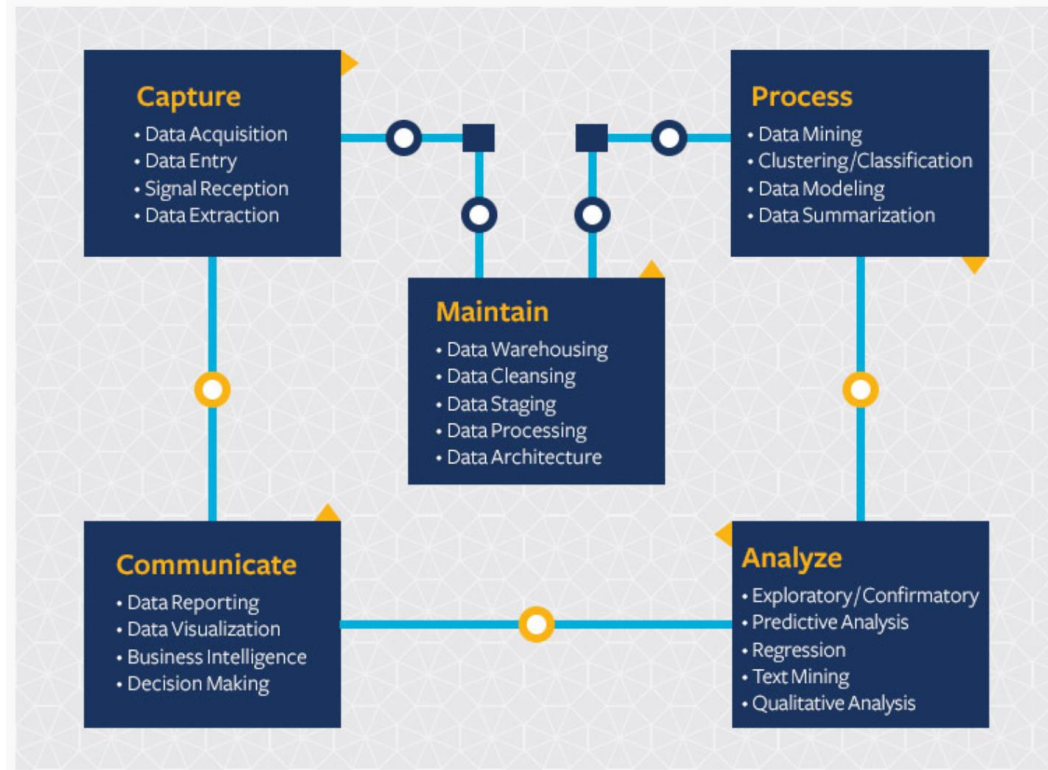 Capture
• Data Acquisition
• Data Entry
• Signal Reception
• Data Extraction
Process
• Data Mining
• Clustering/Classification
• Data Modeling
• Data Summarization
Maintain
• Data Warehousing
• Data Cleansing
• Data Staging
• Data Processing
• Data Architecture
Communicate
• Data Reporting
• Data Visualization
• Business Intelligence
• Decision Making
Analyze
• Exploratory/Confirmatory
• Predictive Analysis
• Regression
• Text Mining
• Qualitative Analysis